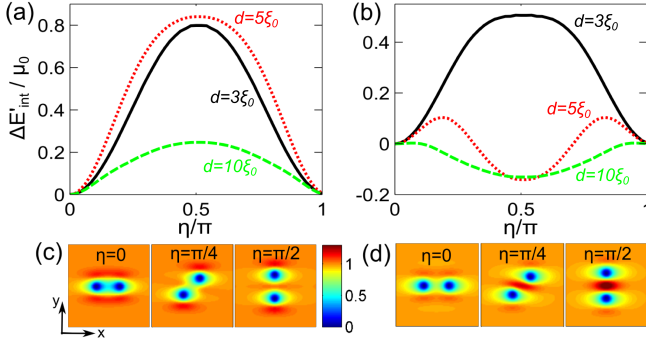 (a)
ΔE'int / μ0
0.8
0.6
0.4
0.2
0
0
0.5
1
η/π
d=5ξ0
d=3ξ0
d=10ξ0
(b)
0.4
0.2
0
-0.2
0
0.5
1
η/π
d=3ξ0
d=5ξ0
d=10ξ0
(c)
η=0
η=π/4
η=π/2
1
0.5
0
y
x
(d)
η=0
η=π/4
η=π/2